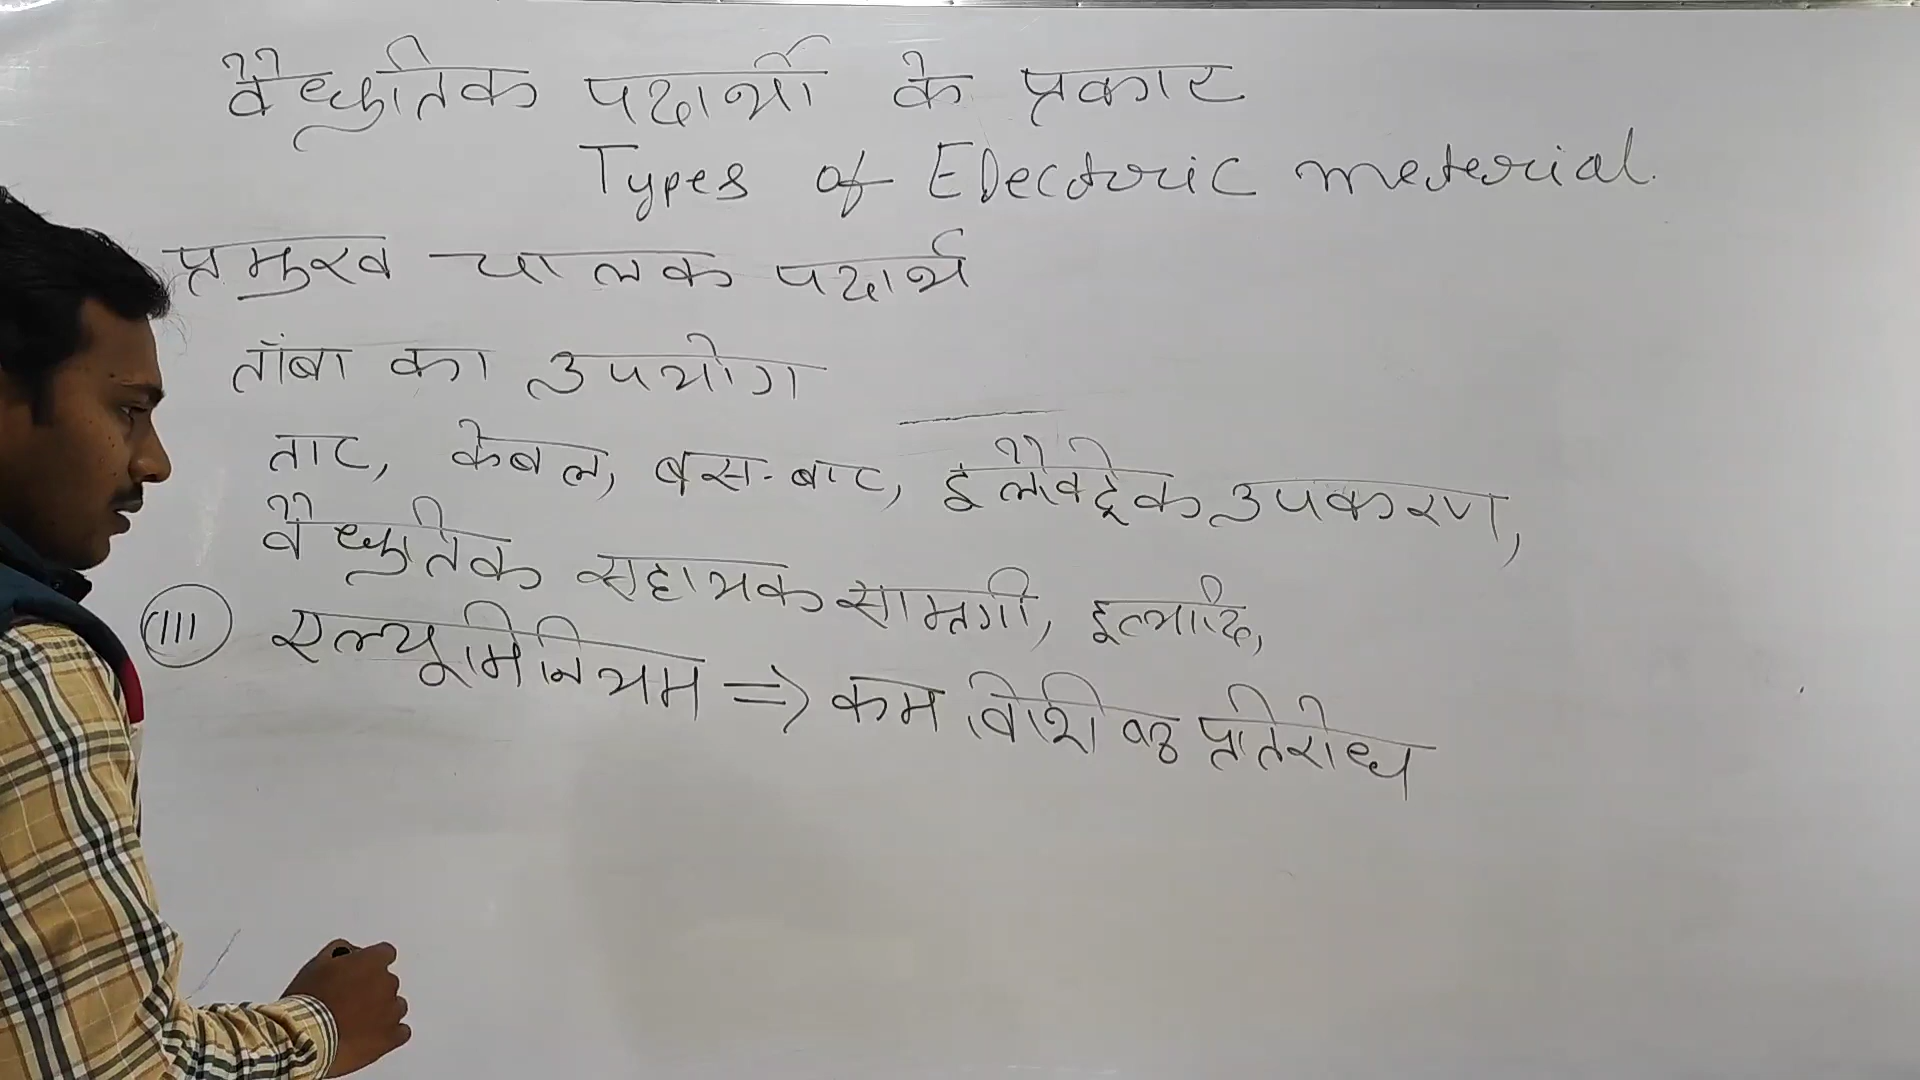 वैद्युतिक पदार्थो के प्रकार
Types of Electoric meterial.
प्रमुख चालक पदार्थ
ताँबा का उपयोग
तार, केबल, बस-बार, इलैक्ट्रिक उपकरण,
वैद्युतिक सहायक सामग्री, इत्यादि,
(III) एल्यूमिनियम => कम विशिष्ठ प्रतिरोध